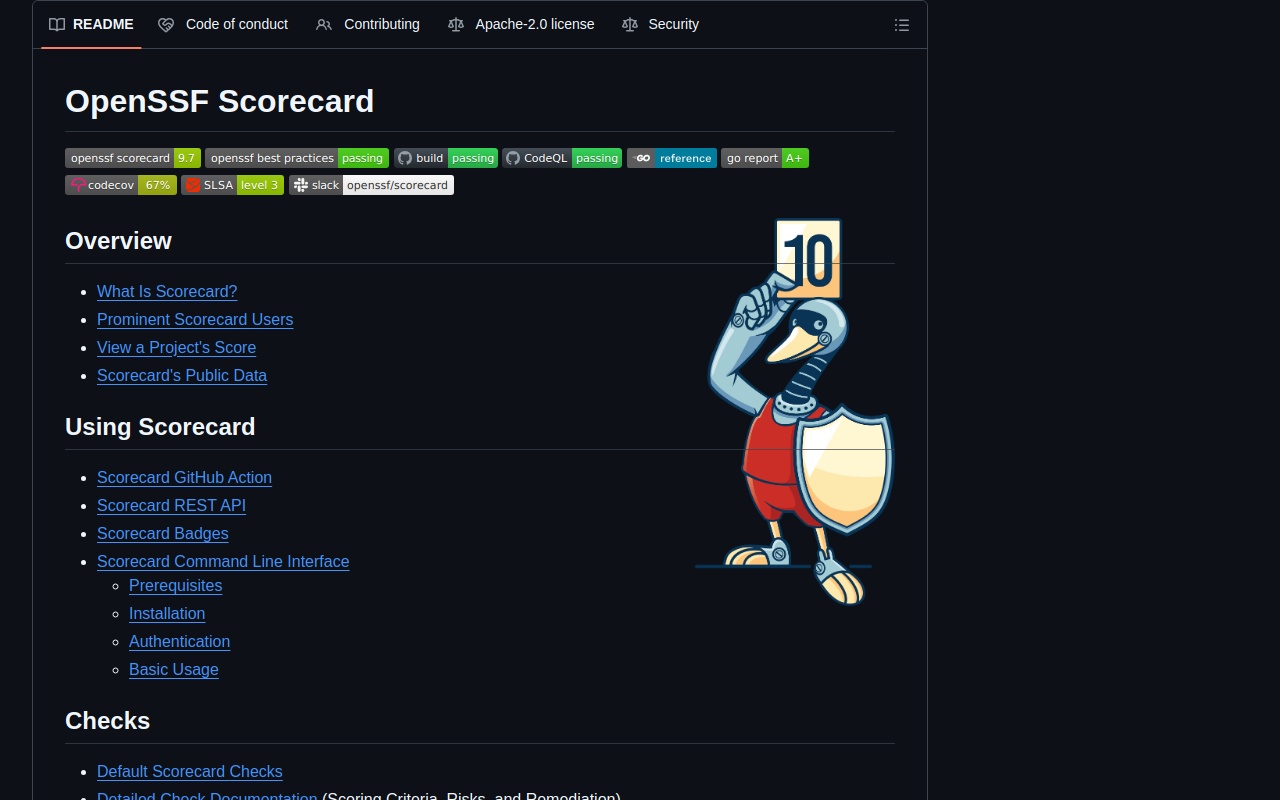 README Code of conduct Contributing Apache-2.0 license Security
OpenSSF Scorecard
openssf scorecard 9.7 openssf best practices passing build passing CodeQL passing GO reference go report A+
codecov 67% SLSA level 3 slack openssf/scorecard
10
Overview
What Is Scorecard?
Prominent Scorecard Users
View a Project's Score
Scorecard's Public Data
Using Scorecard
Scorecard GitHub Action
Scorecard REST API
Scorecard Badges
Scorecard Command Line Interface
Prerequisites
Installation
Authentication
Basic Usage
Checks
Default Scorecard Checks
Detailed Check Documentation (Scoring Criteria, Risks, and Remediation)